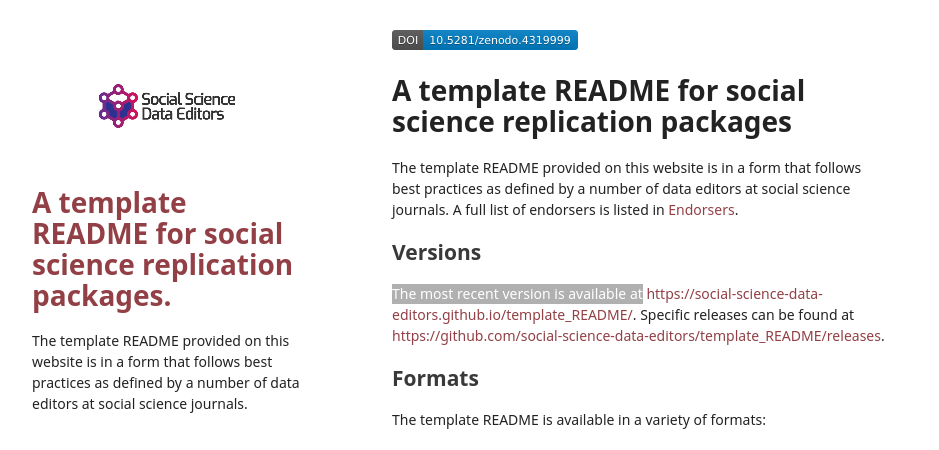 Social Science
Data Editors
A template
README for social
science replication
packages.
The template README provided on this
website is in a form that follows best
practices as defined by a number of data
editors at social science journals.
DOI 10.5281/zenodo.4319999
A template README for social
science replication packages
The template README provided on this website is in a form that follows
best practices as defined by a number of data editors at social science
journals. A full list of endorsers is listed in Endorsers.
Versions
The most recent version is available at https://social-science-data-
editors.github.io/template_README/. Specific releases can be found at
https://github.com/social-science-data-editors/template_README/releases.
Formats
The template README is available in a variety of formats: